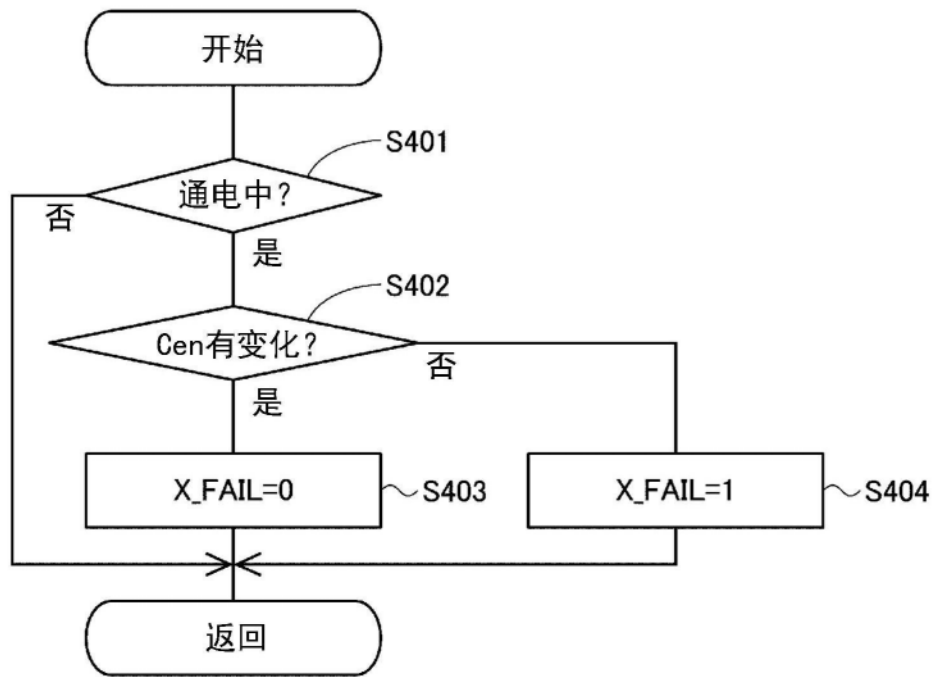 开始
S401
通电中?
否
是
S402
Cen有变化?
否
是
X_FAIL=0
S403
X_FAIL=1
S404
返回